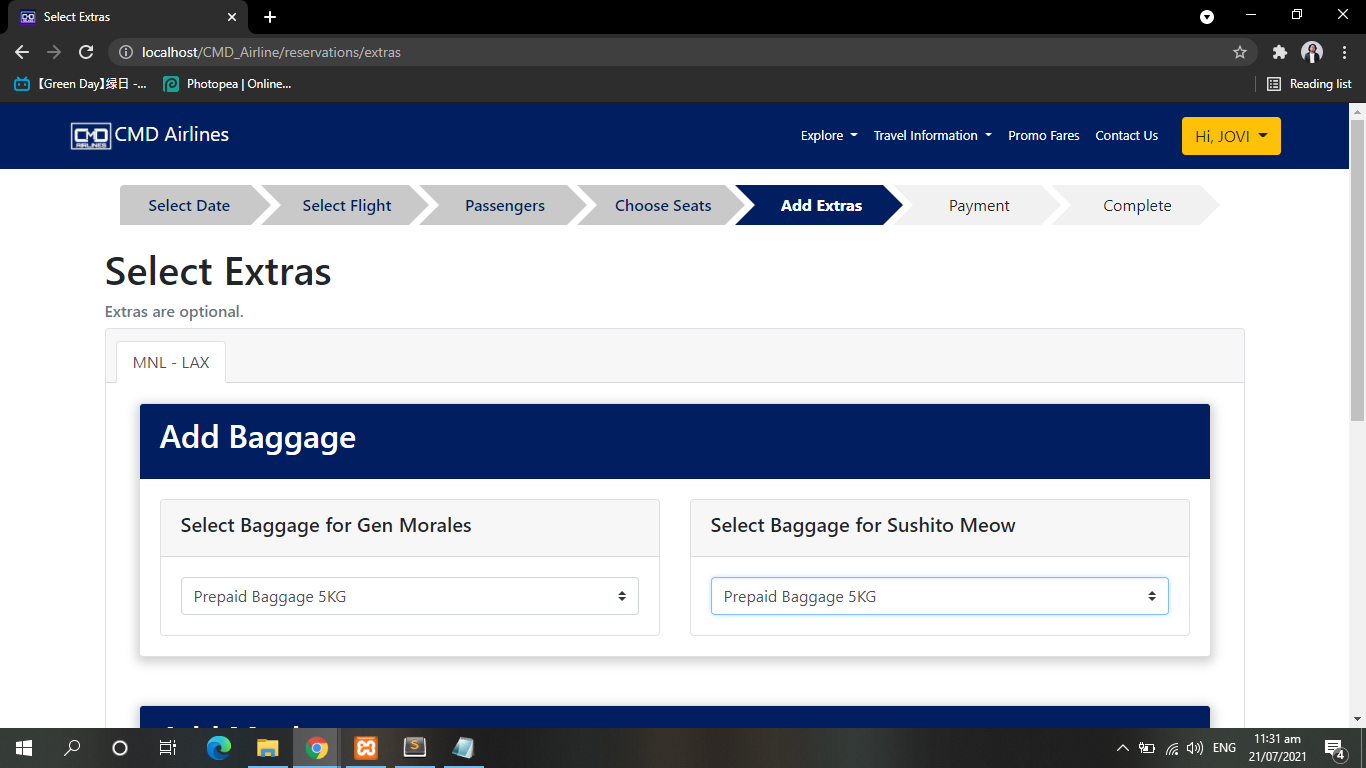 Select Extras
localhost/CMD_Airline/reservations/extras
【Green Day】绿日 -...
Photopea | Online...
Reading list
CMD AIRLINES
CMD Airlines
Explore
Travel Information
Promo Fares
Contact Us
Hi, JOVI
Select Date
Select Flight
Passengers
Choose Seats
Add Extras
Payment
Complete
Select Extras
Extras are optional.
MNL - LAX
Add Baggage
Select Baggage for Gen Morales
Select Baggage for Sushito Meow
Prepaid Baggage 5KG
Prepaid Baggage 5KG
ENG
11:31 am
21/07/2021
4